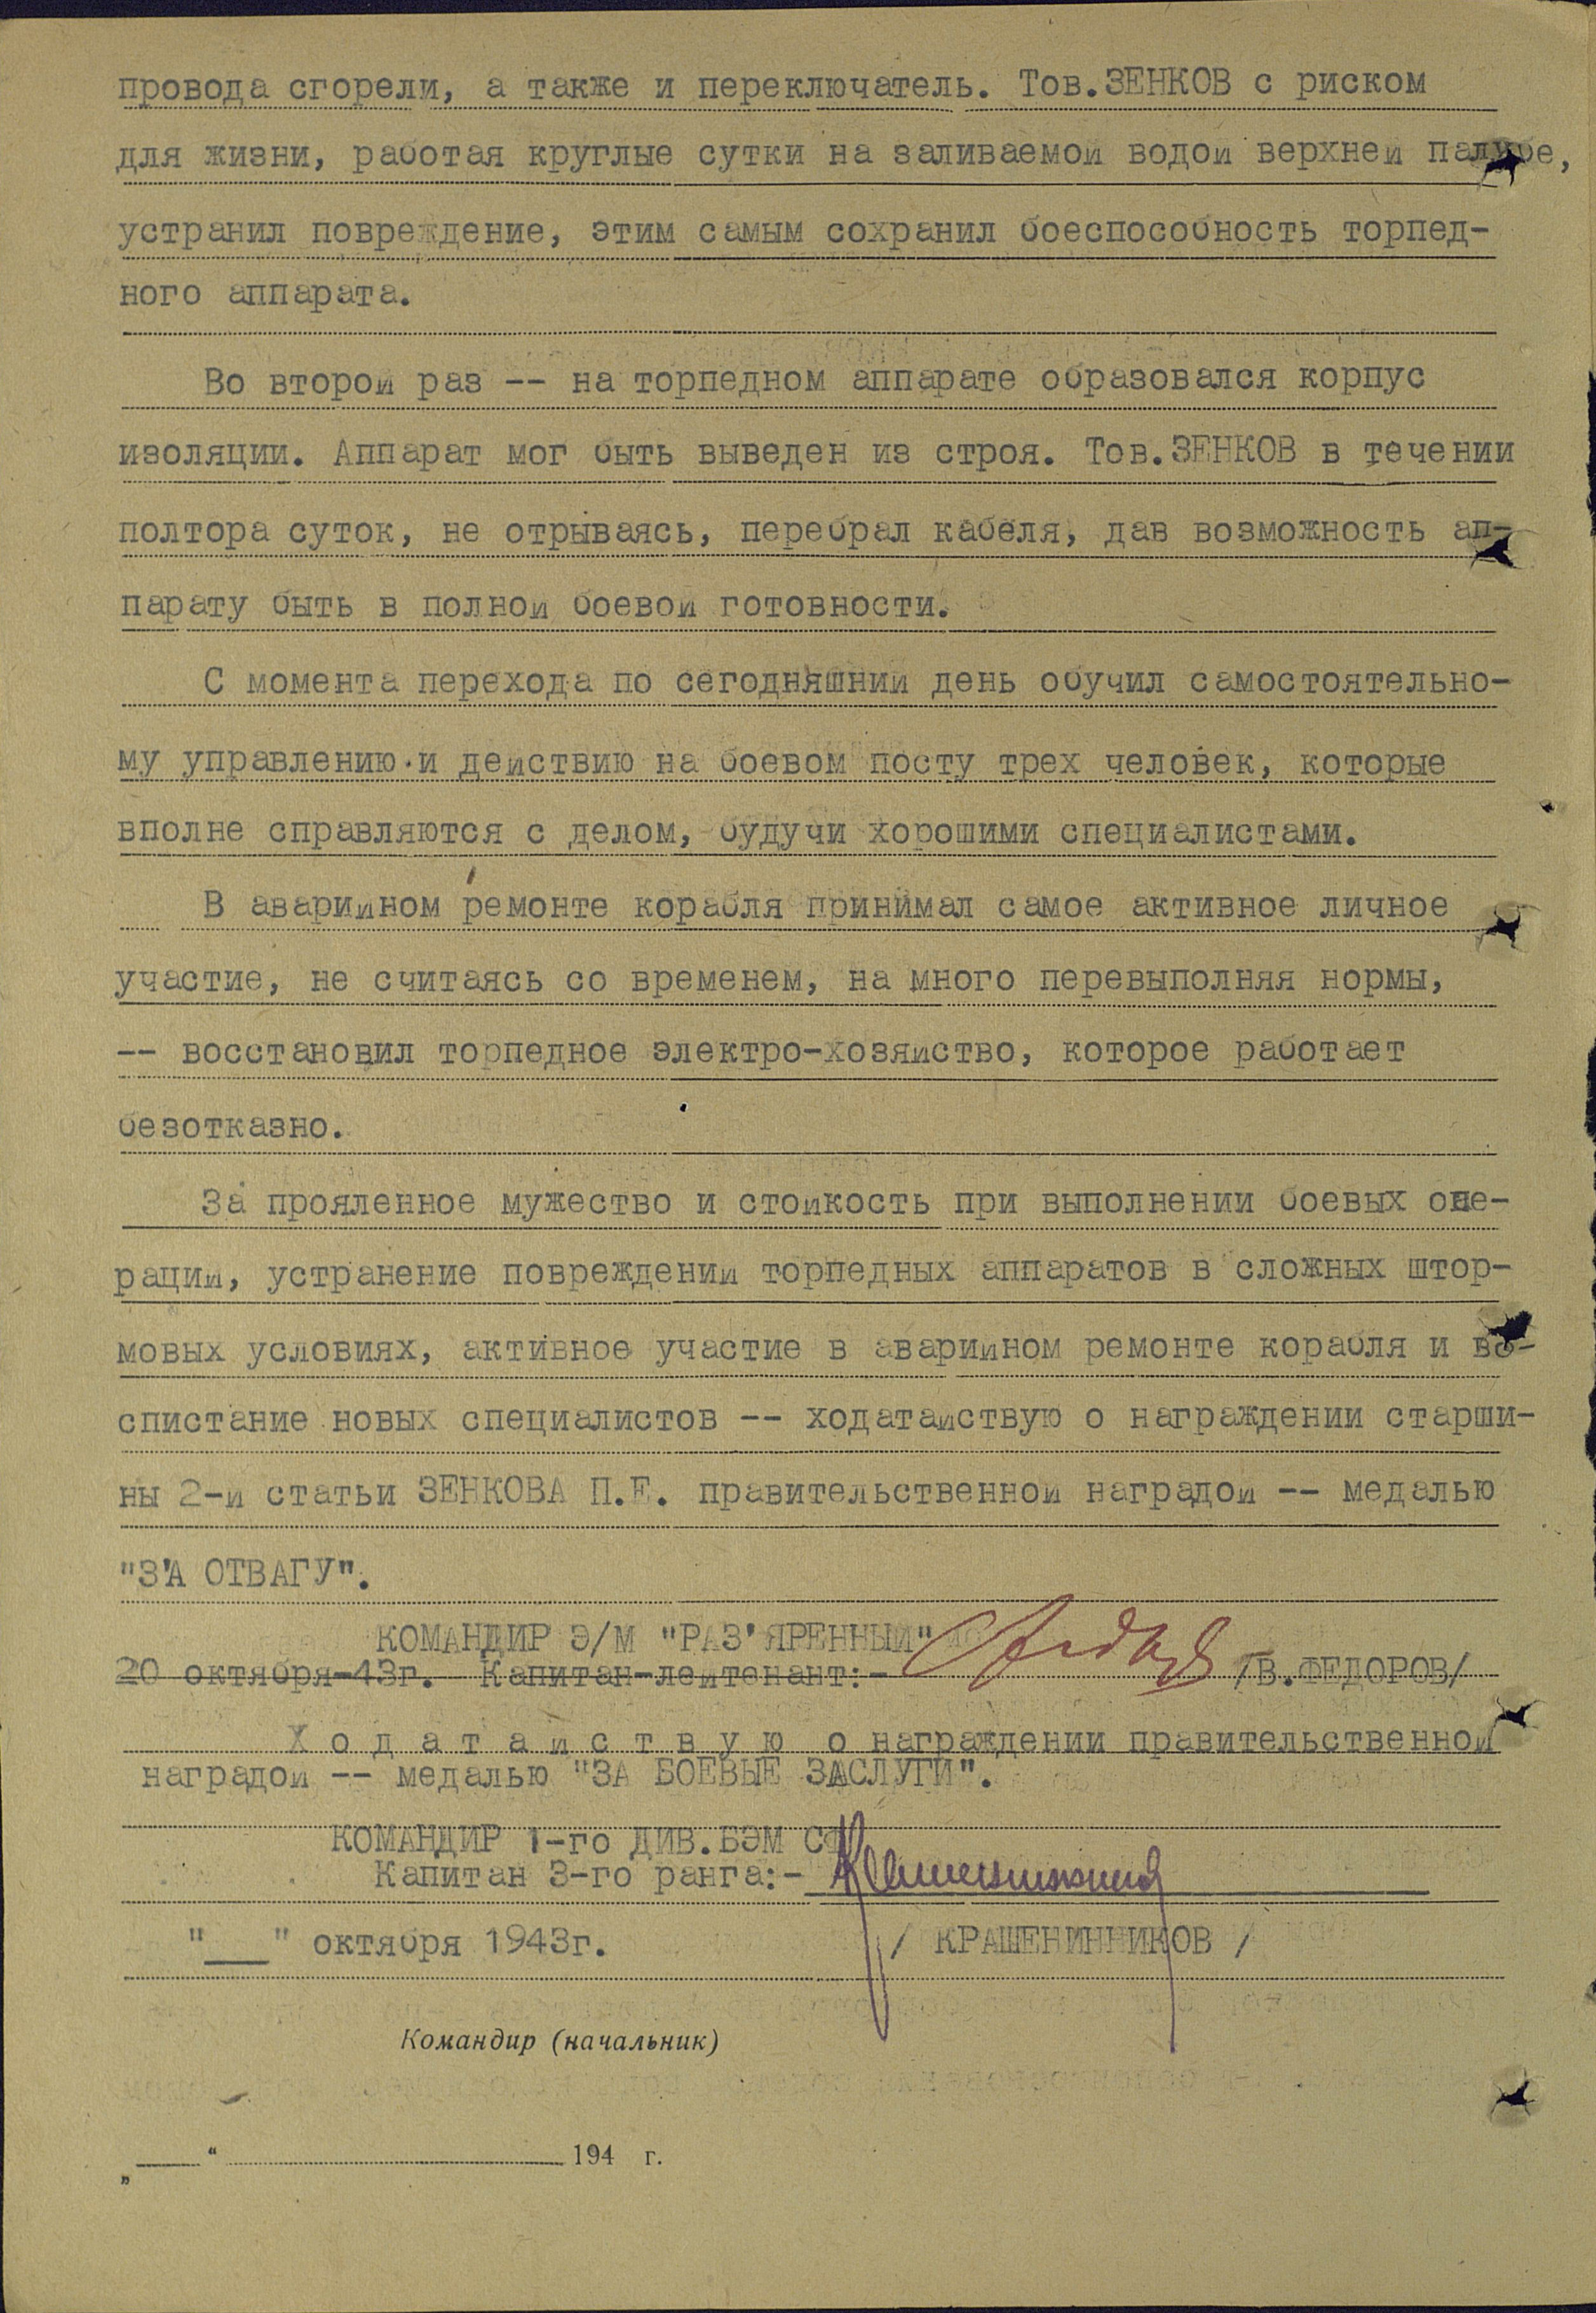 провода сгорели, а также и переключатель. Тов.ЗЕНКОВ с риском
для жизни, работая круглые сутки на заливаемой водой верхней палубе,
устранил повреждение, этим самым сохранил боеспособность торпед-
ного аппарата.
Во второй раз -- на торпедном аппарате образовался корпус
изоляции. Аппарат мог быть выведен из строя. Тов.ЗЕНКОВ в течении
полтора суток, не отрываясь, перебрал кабеля, дав возможность ап-
парату быть в полной боевой готовности.
С момента перехода по сегодняшний день обучил самостоятельно-
му управлению и действию на боевом посту трех человек, которые
вполне справляются с делом, будучи хорошими специалистами.
В аварийном ремонте корабля принимал самое активное личное
участие, не считаясь со временем, на много перевыполняя нормы,
-- восстановил торпедное электро-хозяйство, которое работает
безотказно.
За прояленное мужество и стойкость при выполнении боевых опе-
раций, устранение повреждений торпедных аппаратов в сложных штор-
мовых условиях, активное участие в аварийном ремонте корабля и во-
спистание новых специалистов -- ходатайствую о награждении старши-
ны 2-й статьи ЗЕНКОВА П.Е. правительственной наградой -- медалью
"ЗА ОТВАГУ".
КОМАНДИР Э/М "РАЗ'ЯРЕННЫЙ"
20 октября-43г. Капитан-лейтенант:- /В.ФЕДОРОВ/
Х о д а т а й с т в у ю о награждении правительственной
наградой -- медалью "ЗА БОЕВЫЕ ЗАСЛУГИ".
КОМАНДИР 1-го ДИВ.БЭМ СФ
Капитан 3-го ранга:-
"___" октября 1943г. / КРАШЕНИННИКОВ /
Командир (начальник)
„____“ ____________ 194 г.